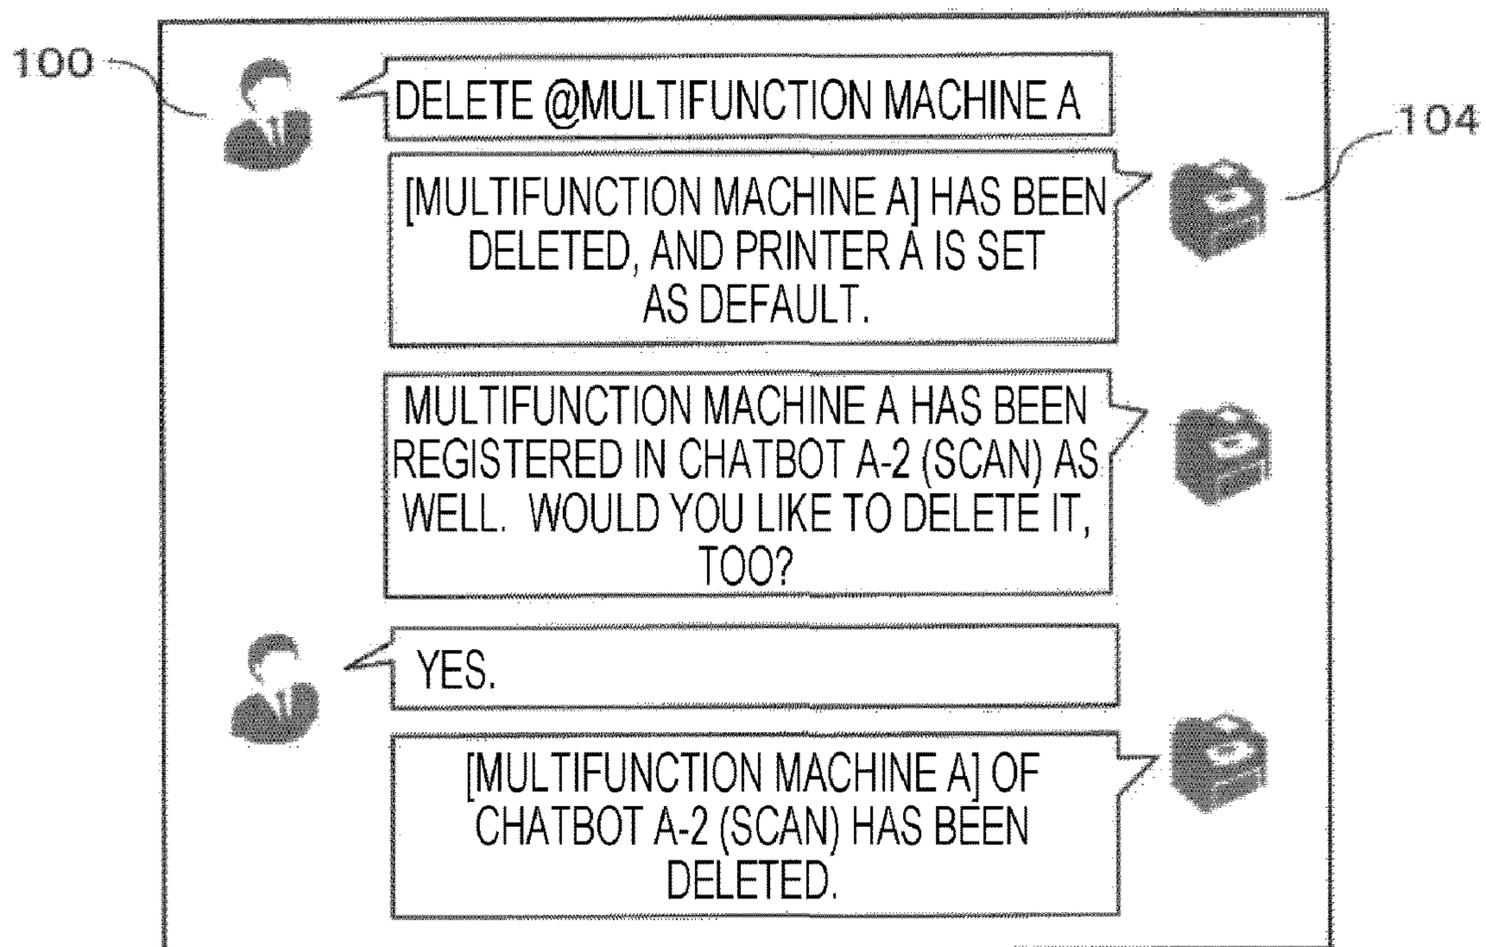 100
DELETE @MULTIFUNCTION MACHINE A
104
[MULTIFUNCTION MACHINE A] HAS BEEN
DELETED, AND PRINTER A IS SET
AS DEFAULT.
MULTIFUNCTION MACHINE A HAS BEEN
REGISTERED IN CHATBOT A-2 (SCAN) AS
WELL. WOULD YOU LIKE TO DELETE IT,
TOO?
YES.
[MULTIFUNCTION MACHINE A] OF
CHATBOT A-2 (SCAN) HAS BEEN
DELETED.